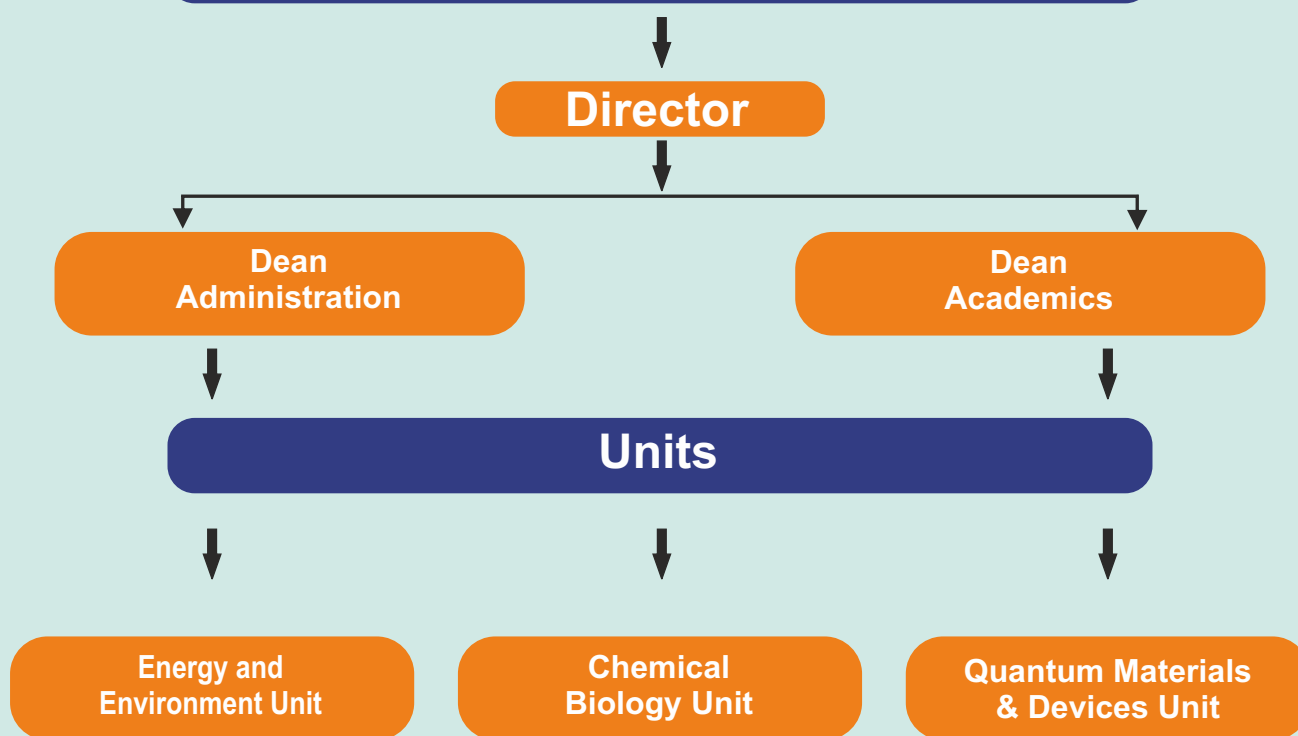 Director
Dean
Administration
Dean
Academics
Units
Energy and
Environment Unit
Chemical
Biology Unit
Quantum Materials
& Devices Unit